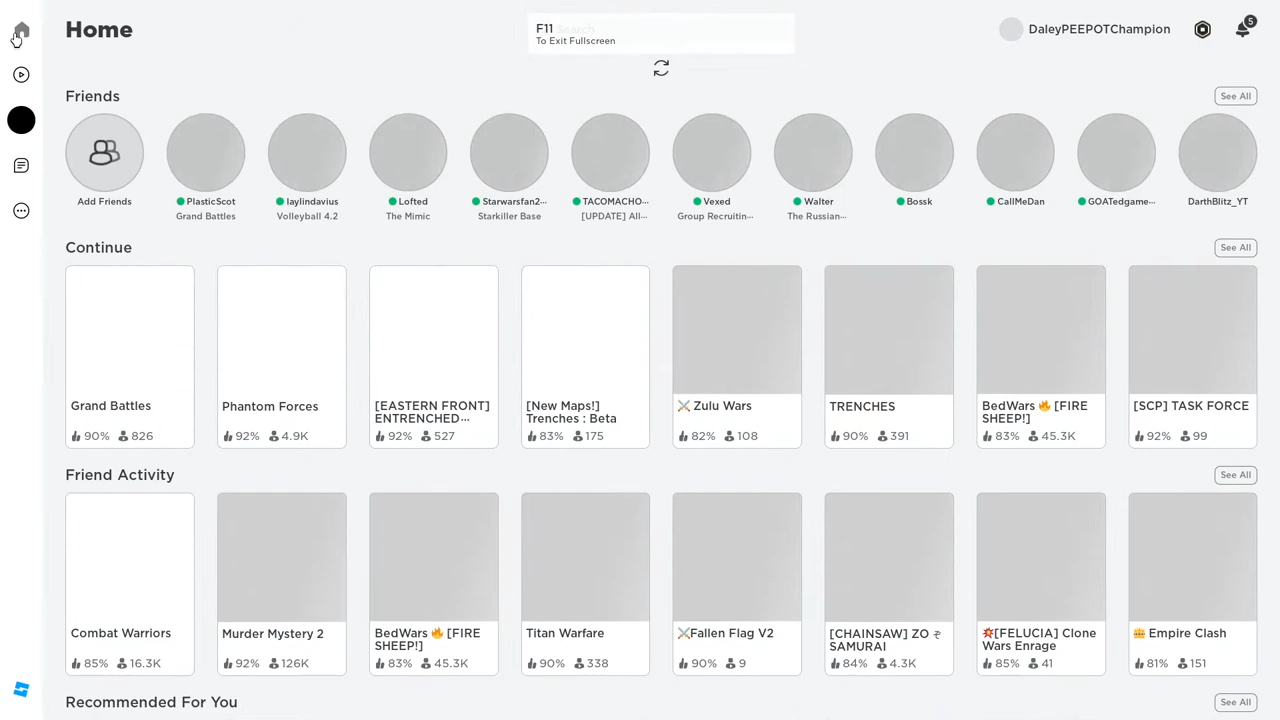 Home
F11 Search
To Exit Fullscreen
DaleyPEEPOTChampion
5
Friends
See All
Add Friends
PlasticScot
Grand Battles
laylindavius
Volleyball 4.2
Lofted
The Mimic
Starwarsfan2...
Starkiller Base
TACOMACHO...
[UPDATE] All...
Vexed
Group Recruitin...
Walter
The Russian...
Bossk
CallMeDan
GOATedgame...
DarthBlitz_YT
Continue
See All
Grand Battles
90% 826
Phantom Forces
92% 4.9K
[EASTERN FRONT]
ENTRENCHED...
92% 527
[New Maps!]
Trenches : Beta
83% 175
⚔️ Zulu Wars
82% 108
TRENCHES
90% 391
BedWars 🔥 [FIRE
SHEEP!]
83% 45.3K
[SCP] TASK FORCE
92% 99
Friend Activity
See All
Combat Warriors
85% 16.3K
Murder Mystery 2
92% 126K
BedWars 🔥 [FIRE
SHEEP!]
83% 45.3K
Titan Warfare
90% 338
⚔️Fallen Flag V2
90% 9
[CHAINSAW] ZO ぞ
SAMURAI
84% 4.3K
💥[FELUCIA] Clone
Wars Enrage
85% 41
👑 Empire Clash
81% 151
Recommended For You
See All